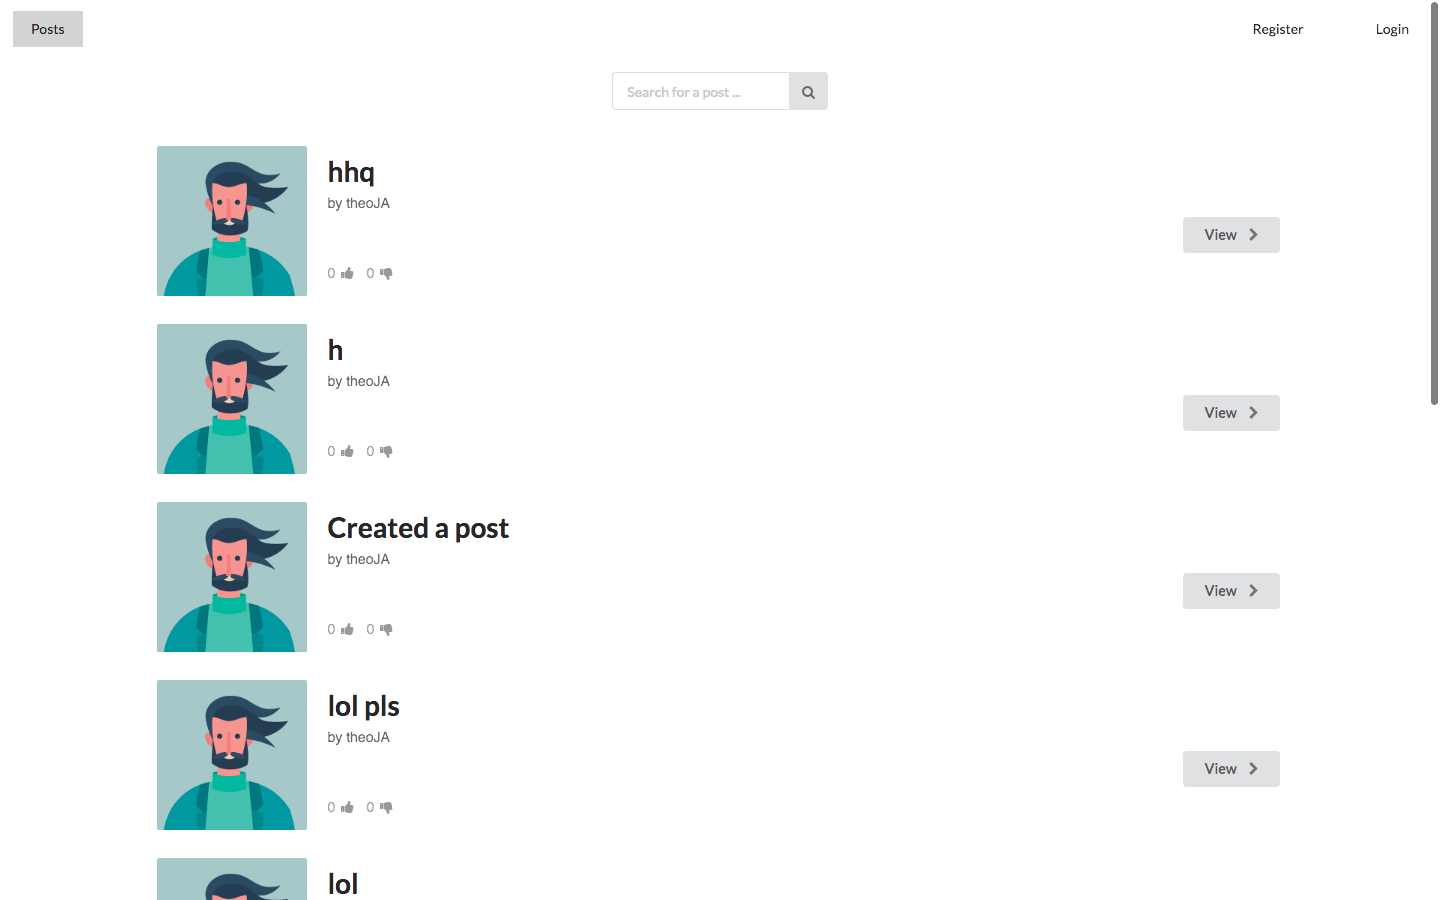 Posts
Register
Login
Search for a post ...
hhq
by theoJA
0 0
View
h
by theoJA
0 0
View
Created a post
by theoJA
0 0
View
lol pls
by theoJA
0 0
View
lol